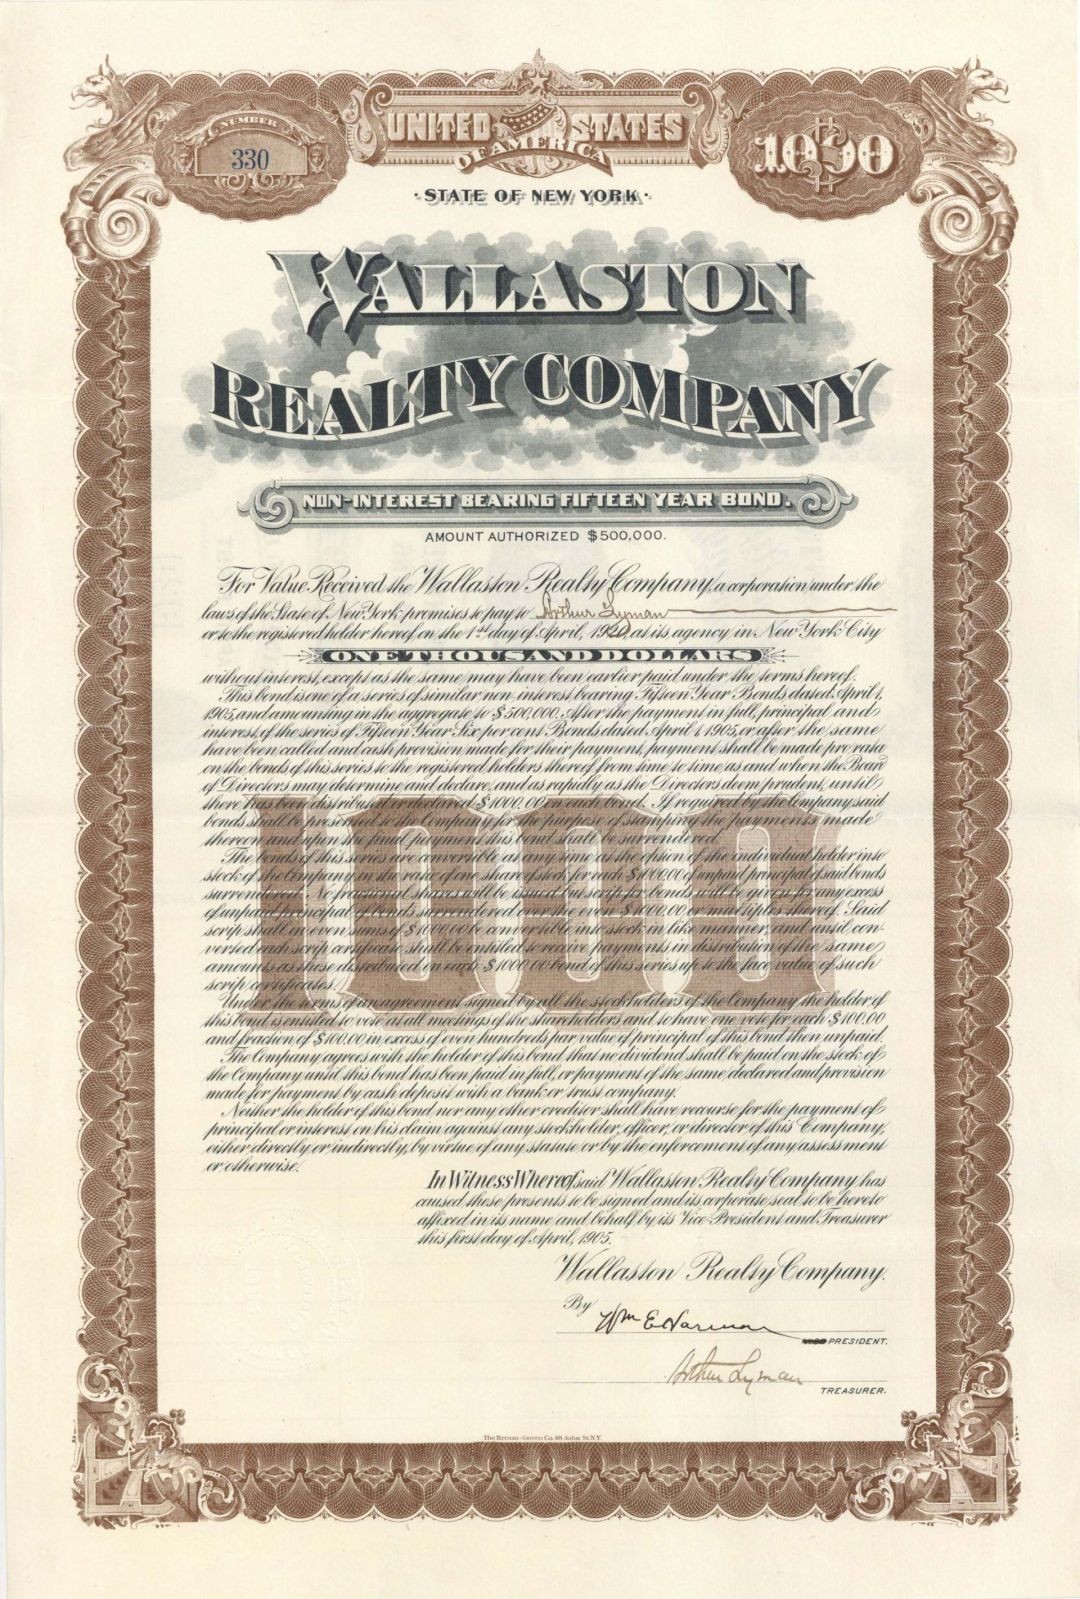 NUMBER
330
UNITED STATES
OF AMERICA
$1000
· STATE OF NEW YORK ·
WALLASTON
REALTY COMPANY
NON-INTEREST BEARING FIFTEEN YEAR BOND.
AMOUNT AUTHORIZED $500,000.
For Value Received the Wallaston Realty Company, a corporation under the
laws of the State of New York promises to pay to Arthur Lyman
or to the registered holder hereof on the 1st day of April, 1920, at its agency in New York City
ONE THOUSAND DOLLARS
without interest, except as the same may have been earlier paid under the terms hereof.
This bond is one of a series of similar non-interest bearing Fifteen Year Bonds dated April 1,
1905, and amounting in the aggregate to $500,000. After the payment in full, principal and
interest, of the series of Fifteen Year Six per cent Bonds dated April 1, 1905, or after the same
have been called and cash provision made for their payment, payment shall be made pro rata
on the bonds of this series to the registered holders thereof from time to time, as and when the Board
of Directors may determine and declare, and as rapidly as the Directors deem prudent, until
there has been distributed or declared $1000.00 on each bond. If required by the Company said
bonds shall be presented to the Company for the purpose of stamping the payments made
thereon and upon the final payment this bond shall be surrendered.
The bonds of this series are convertible at any time at the option of the individual holder into
stock of the Company in the ratio of one share of stock for each $1000.00 of unpaid principal of said bonds
surrendered. No fractional shares will be issued but scrip for bonds will be given for any excess
of unpaid principal of bonds surrendered over the even $1000.00 or multiples thereof. Said
scrip shall in even sums of $1000.00 be convertible into stock in like manner, and until con-
verted each scrip certificate shall be entitled to receive payments in distribution of the same
amounts as those distributed on each $1000.00 bond of this series up to the face value of such
scrip certificates.
Under the terms of an agreement signed by all the stockholders of the Company the holder of
this bond is entitled to vote at all meetings of the shareholders and to have one vote for each $100.00
and fraction of $100.00 in excess of even hundreds par value of principal of this bond then unpaid.
The Company agrees with the holder of this bond that no dividend shall be paid on the stock of
the Company until this bond has been paid in full, or payment of the same declared and provision
made for payment by cash deposit with a bank or trust company.
Neither the holder of this bond nor any other creditor shall have recourse for the payment of
principal or interest on his claim against any stockholder, officer, or director of this Company,
either directly or indirectly, by virtue of any statute or by the enforcement of any assessment
or otherwise.
In Witness Whereof, said Wallaston Realty Company has
caused these presents to be signed and its corporate seal to be hereto
affixed in its name and behalf by its Vice-President and Treasurer
this first day of April, 1905.
Wallaston Realty Company.
By Wm E Harmon
PRESIDENT.
Arthur Lyman
TREASURER.
The Broun-Green Co. 48 John St. N.Y.